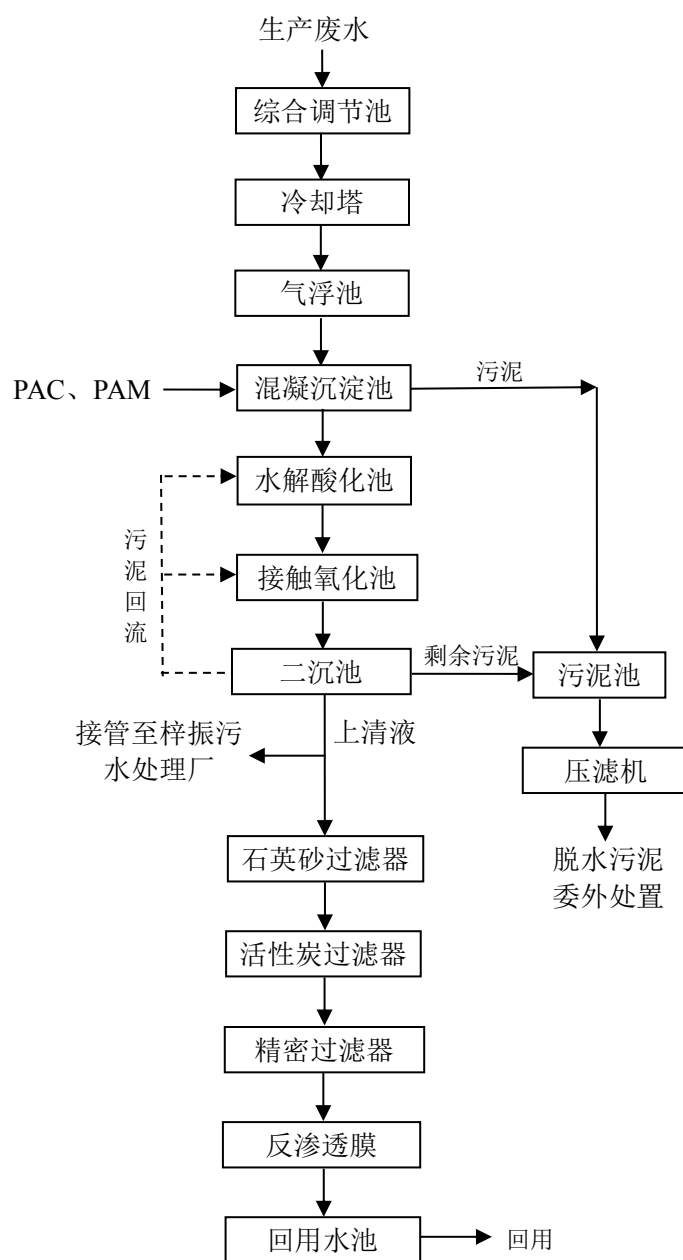 生产废水
综合调节池
冷却塔
气浮池
PAC、PAM
混凝沉淀池
污泥
水解酸化池
污泥回流
接触氧化池
二沉池
剩余污泥
污泥池
接管至梓振污
水处理厂
上清液
压滤机
石英砂过滤器
脱水污泥
委外处置
活性炭过滤器
精密过滤器
反渗透膜
回用水池
回用